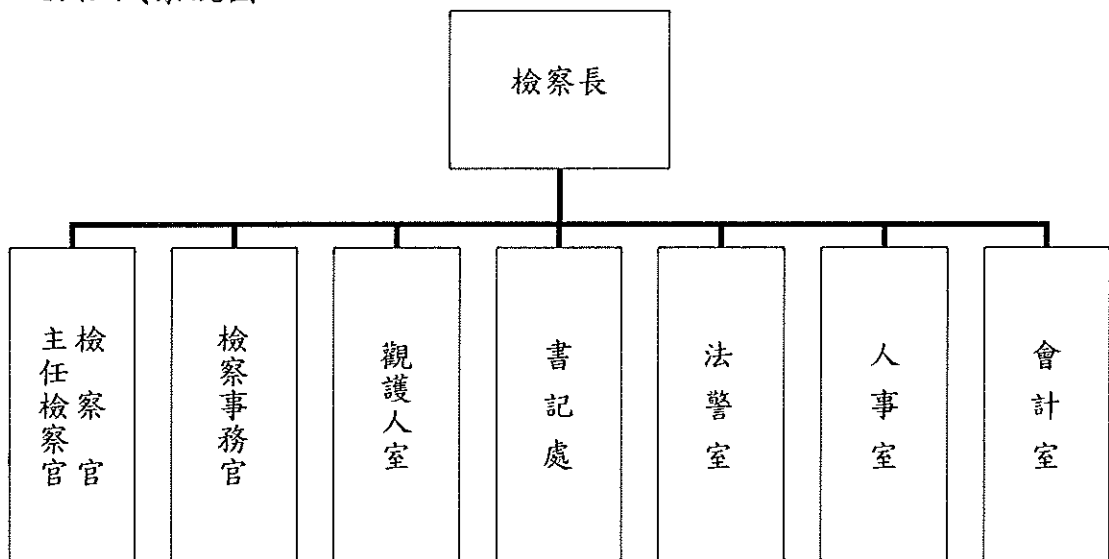 檢察長
檢察官
主任檢察官
檢察事務官
觀護人室
書記處
法警室
人事室
會計室